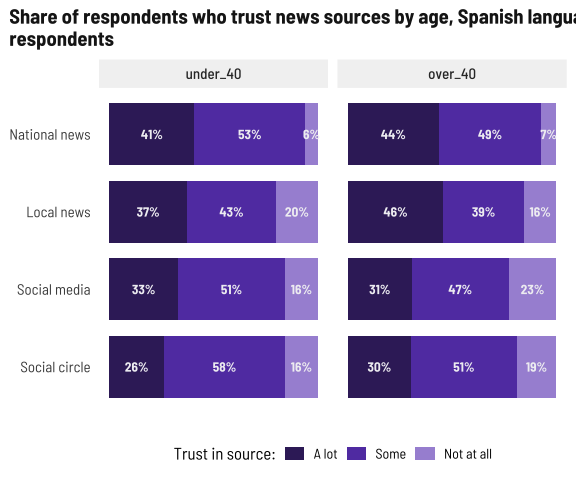 Share of respondents who trust news sources by age, Spanish
respondents
under_40 over_40
National news 41% 53% 6% 44% 49% 7%
Local news 37% 43% 20% 46% 39% 16%
Social media 33% 51% 16% 31% 47% 23%
Social circle 26% 58% 16% 30% 51% 19%
Trust in source: A lot Some Not at all